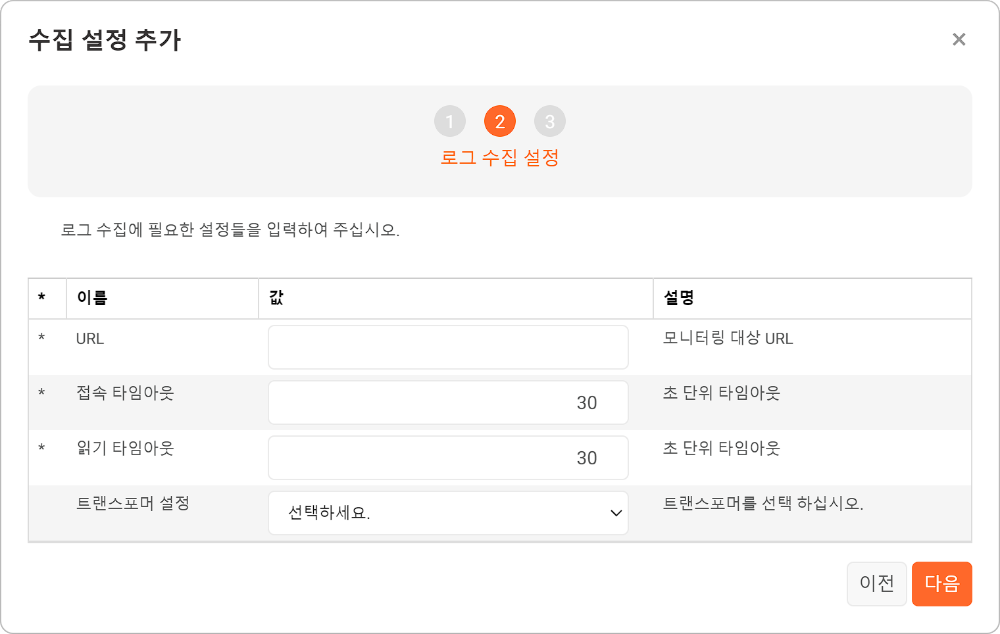 수집 설정 추가
×
1 2 3
로그 수집 설정
로그 수집에 필요한 설정들을 입력하여 주십시오.
* 이름 값 설명
* URL 모니터링 대상 URL
* 접속 타임아웃 30 초 단위 타임아웃
* 읽기 타임아웃 30 초 단위 타임아웃
트랜스포머 설정 선택하세요. 트랜스포머를 선택 하십시오.
이전 다음